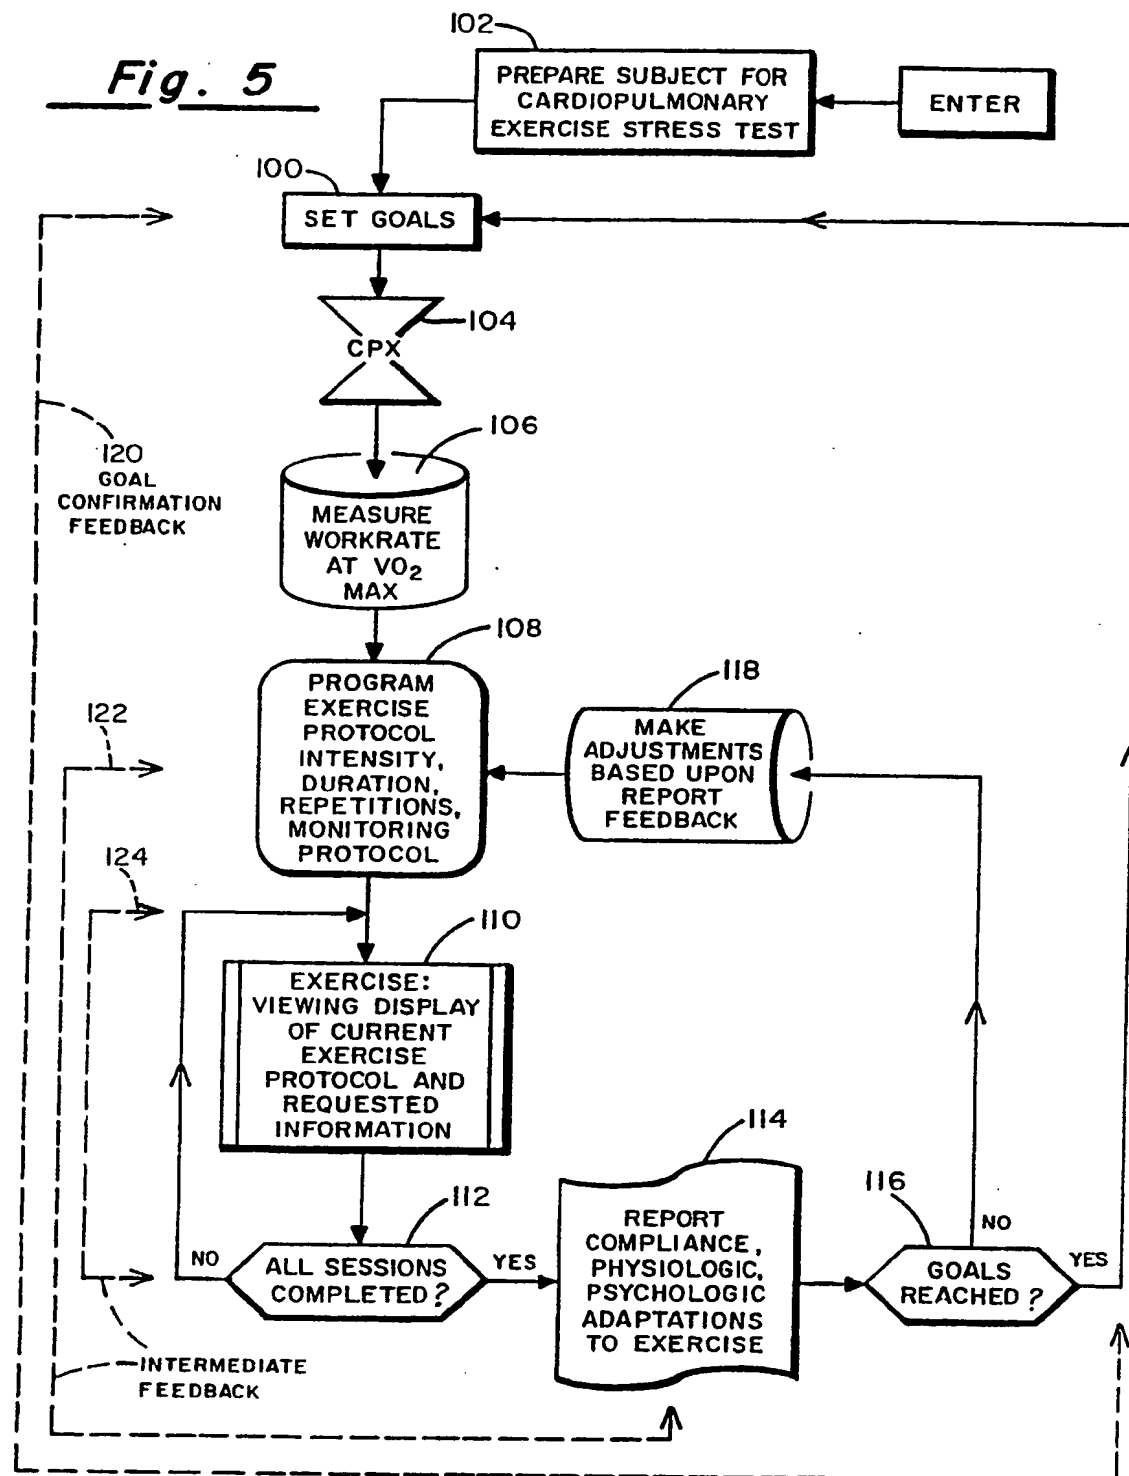 Fig. 5
102
PREPARE SUBJECT FOR
CARDIOPULMONARY
EXERCISE STRESS TEST
ENTER
100
SET GOALS
104
CPX
106
MEASURE
WORKRATE
AT VO2
MAX
120
GOAL
CONFIRMATION
FEEDBACK
108
PROGRAM
EXERCISE
PROTOCOL
INTENSITY,
DURATION,
REPETITIONS,
MONITORING
PROTOCOL
118
MAKE
ADJUSTMENTS
BASED UPON
REPORT
FEEDBACK
122
124
110
EXERCISE:
VIEWING DISPLAY
OF CURRENT
EXERCISE
PROTOCOL AND
REQUESTED
INFORMATION
112
NO
ALL SESSIONS
COMPLETED?
YES
114
REPORT
COMPLIANCE,
PHYSIOLOGIC,
PSYCHOLOGIC
ADAPTATIONS
TO EXERCISE
116
NO
GOALS
REACHED?
YES
INTERMEDIATE
FEEDBACK